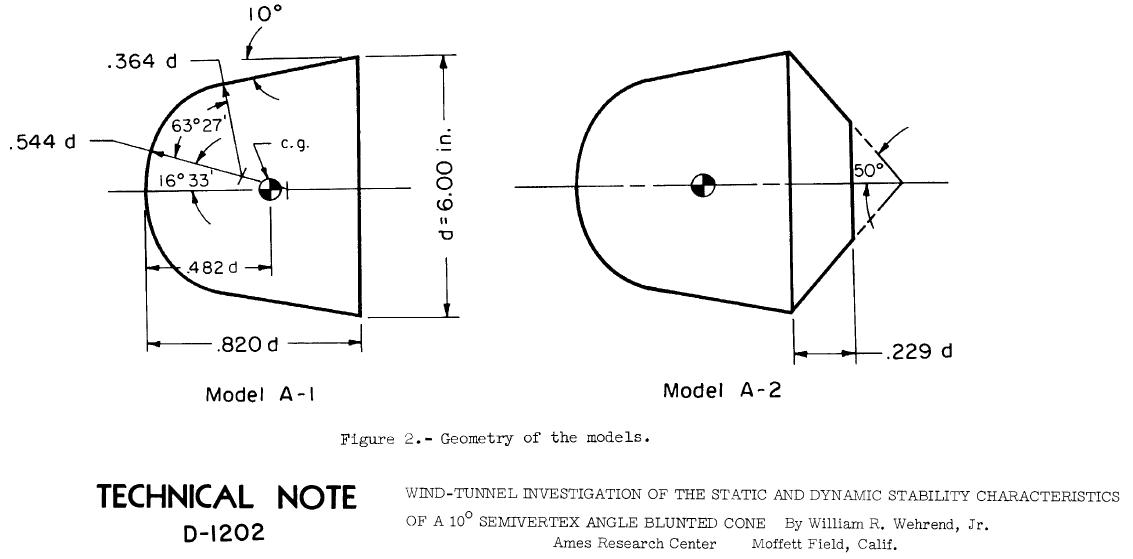 10°
.364 d
63°27'
.544 d
c.g.
16°33'
d = 6.00 in.
.482 d
.820 d
Model A-1
50°
.229 d
Model A-2
Figure 2.- Geometry of the models.
TECHNICAL NOTE
D-1202
WIND-TUNNEL INVESTIGATION OF THE STATIC AND DYNAMIC STABILITY CHARACTERISTICS
OF A 10° SEMIVERTEX ANGLE BLUNTED CONE By William R. Wehrend, Jr.
Ames Research Center Moffett Field, Calif.